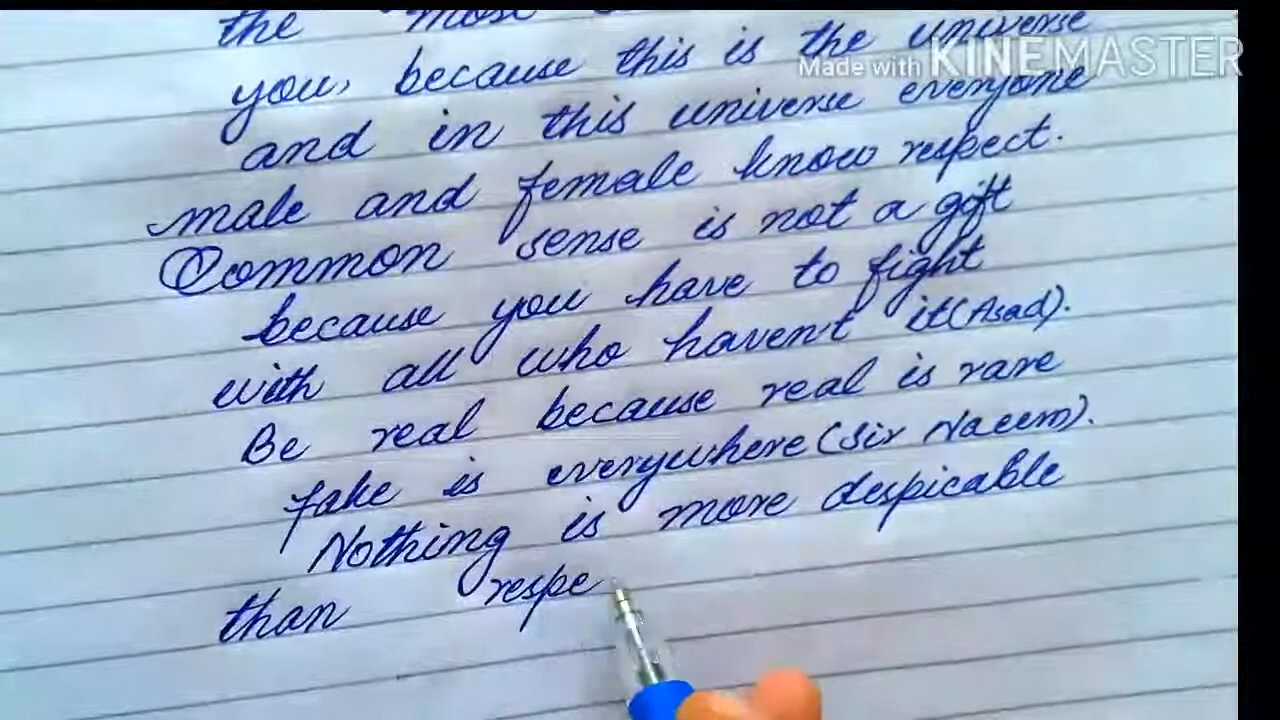 the most
you, because this is the universe
Made with KINEMASTER
and in this universe everyone
male and female know respect.
Common sense is not a gift
because you have to fight
with all who haven't it(Asad).
Be real because real is rare
fake is everywhere(Sir Naeem).
Nothing is more despicable
than respe